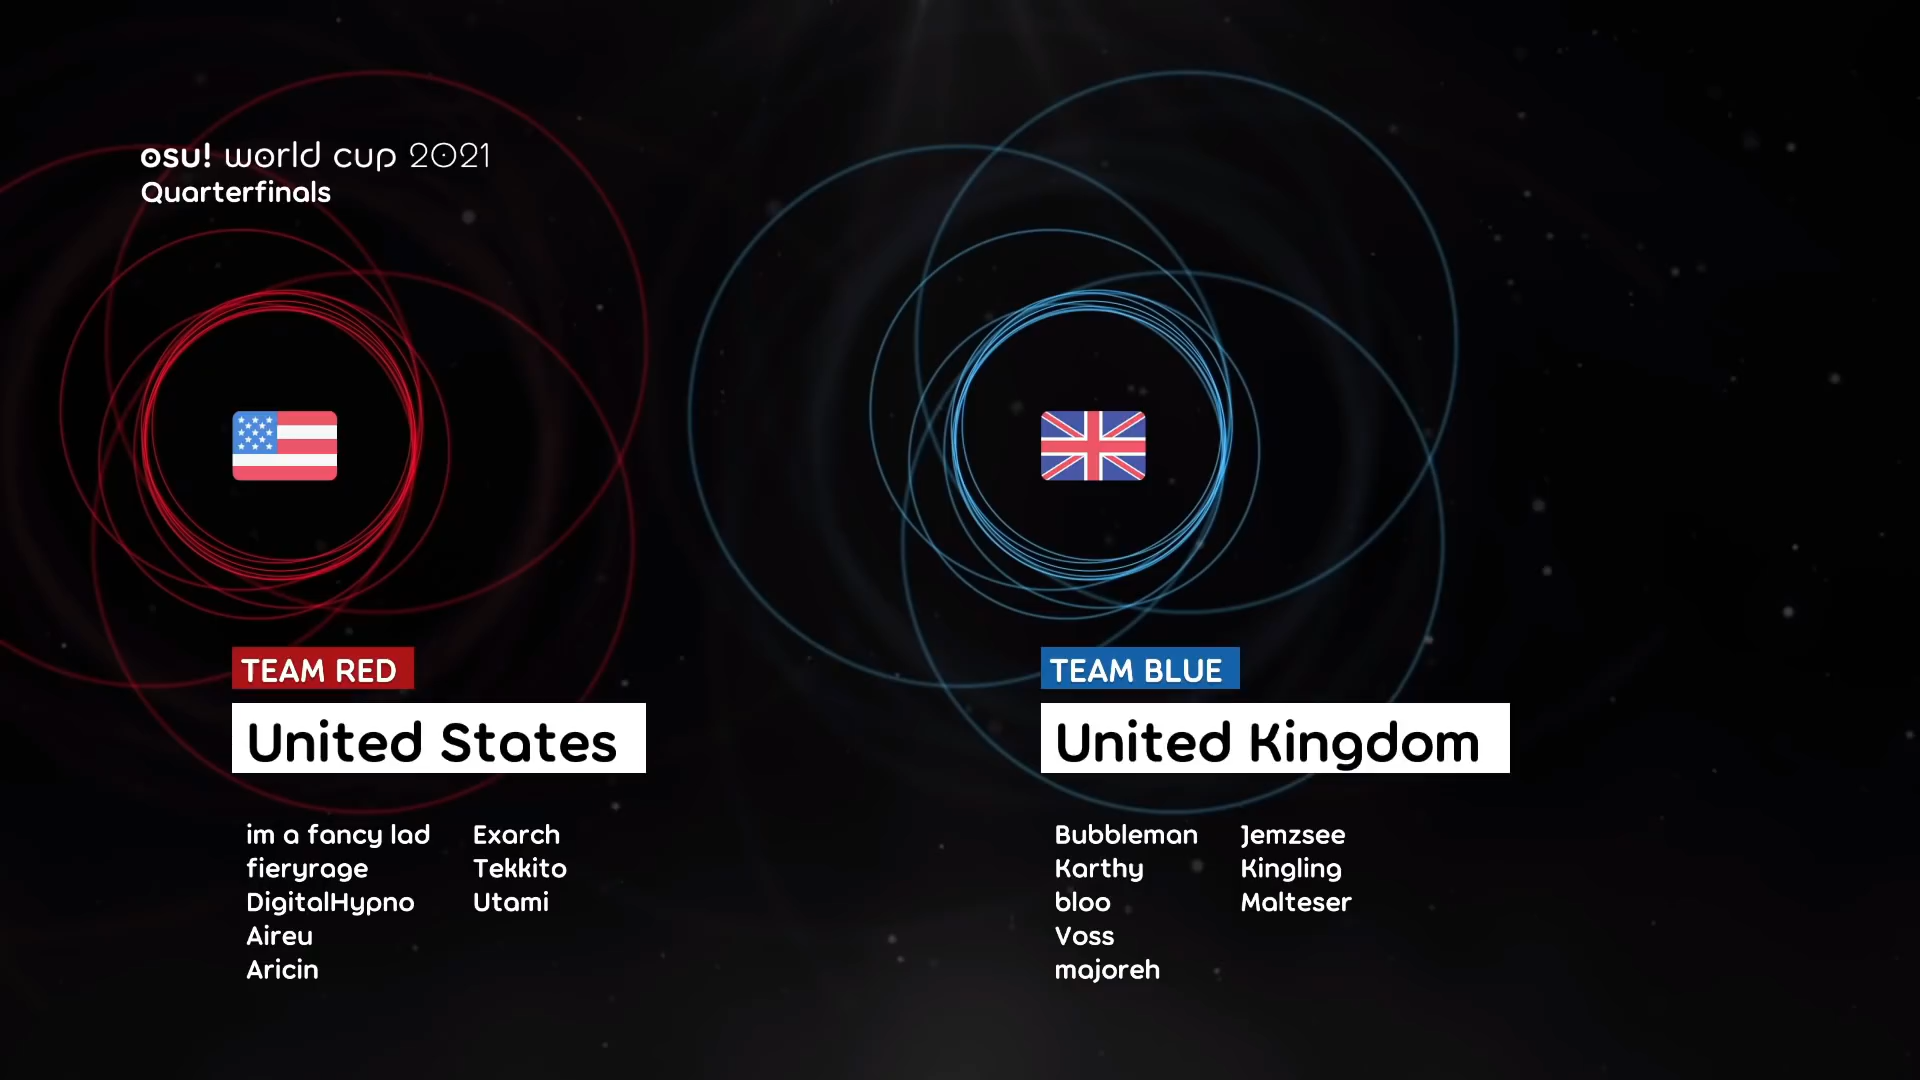 osu! world cup 2021
Quarterfinals
TEAM RED
United States
im a fancy lad
fieryrage
DigitalHypno
Aireu
Aricin
Exarch
Tekkito
Utami
TEAM BLUE
United Kingdom
Bubbleman
Karthy
bloo
Voss
majoreh
Jemzsee
Kingling
Malteser